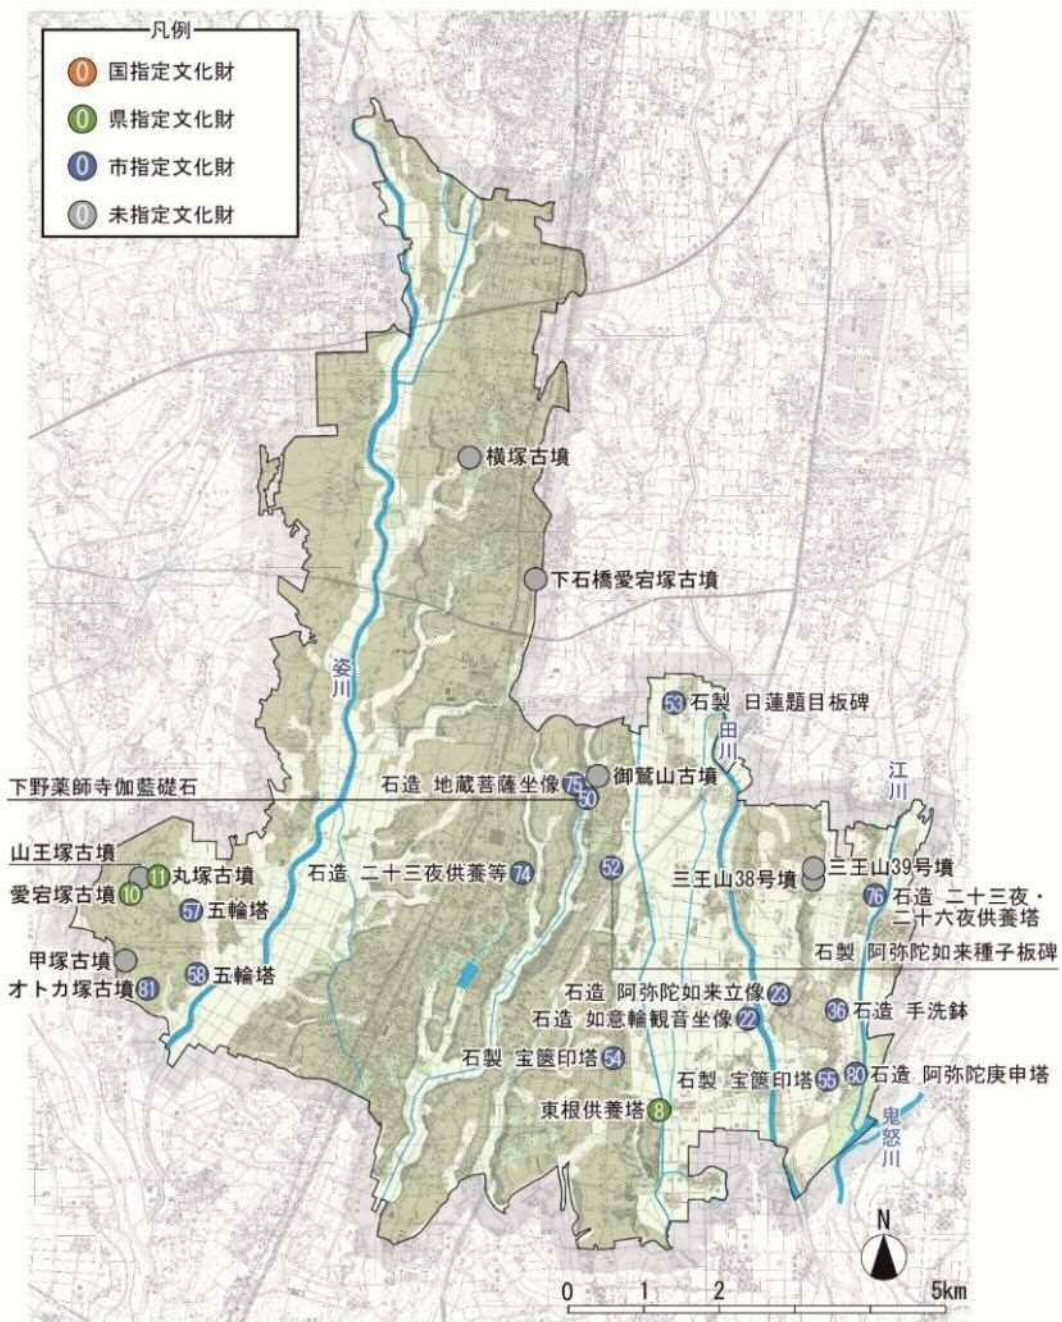 凡例
0 国指定文化財
0 県指定文化財
0 市指定文化財
0 未指定文化財
横塚古墳
下石橋愛宕塚古墳
姿川
53 石製 日蓮題目板碑
田川
御鷲山古墳
石造 地蔵菩薩坐像 75
50
下野薬師寺伽藍礎石
江川
山王塚古墳
11 丸塚古墳
愛宕塚古墳 10
57 五輪塔
石造 二十三夜供養等 74
52
三王山39号墳
三王山38号墳
76 石造 二十三夜・
二十六夜供養塔
石製 阿弥陀如来種子板碑
甲塚古墳
オトカ塚古墳 81
58 五輪塔
石造 阿弥陀如来立像 23
石造 如意輪観音坐像 22
36 石造 手洗鉢
石製 宝篋印塔 54
石製 宝篋印塔 55
80 石造 阿弥陀庚申塔
東根供養塔 8
鬼怒川
N
0 1 2 5km